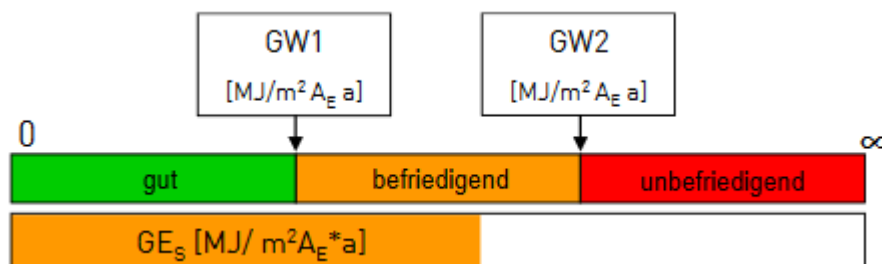 GW1
[MJ/m² A_E a]
GW2
[MJ/m² A_E a]
0
∞
gut
befriedigend
unbefriedigend
GE_S [MJ/ m²A_E*a]